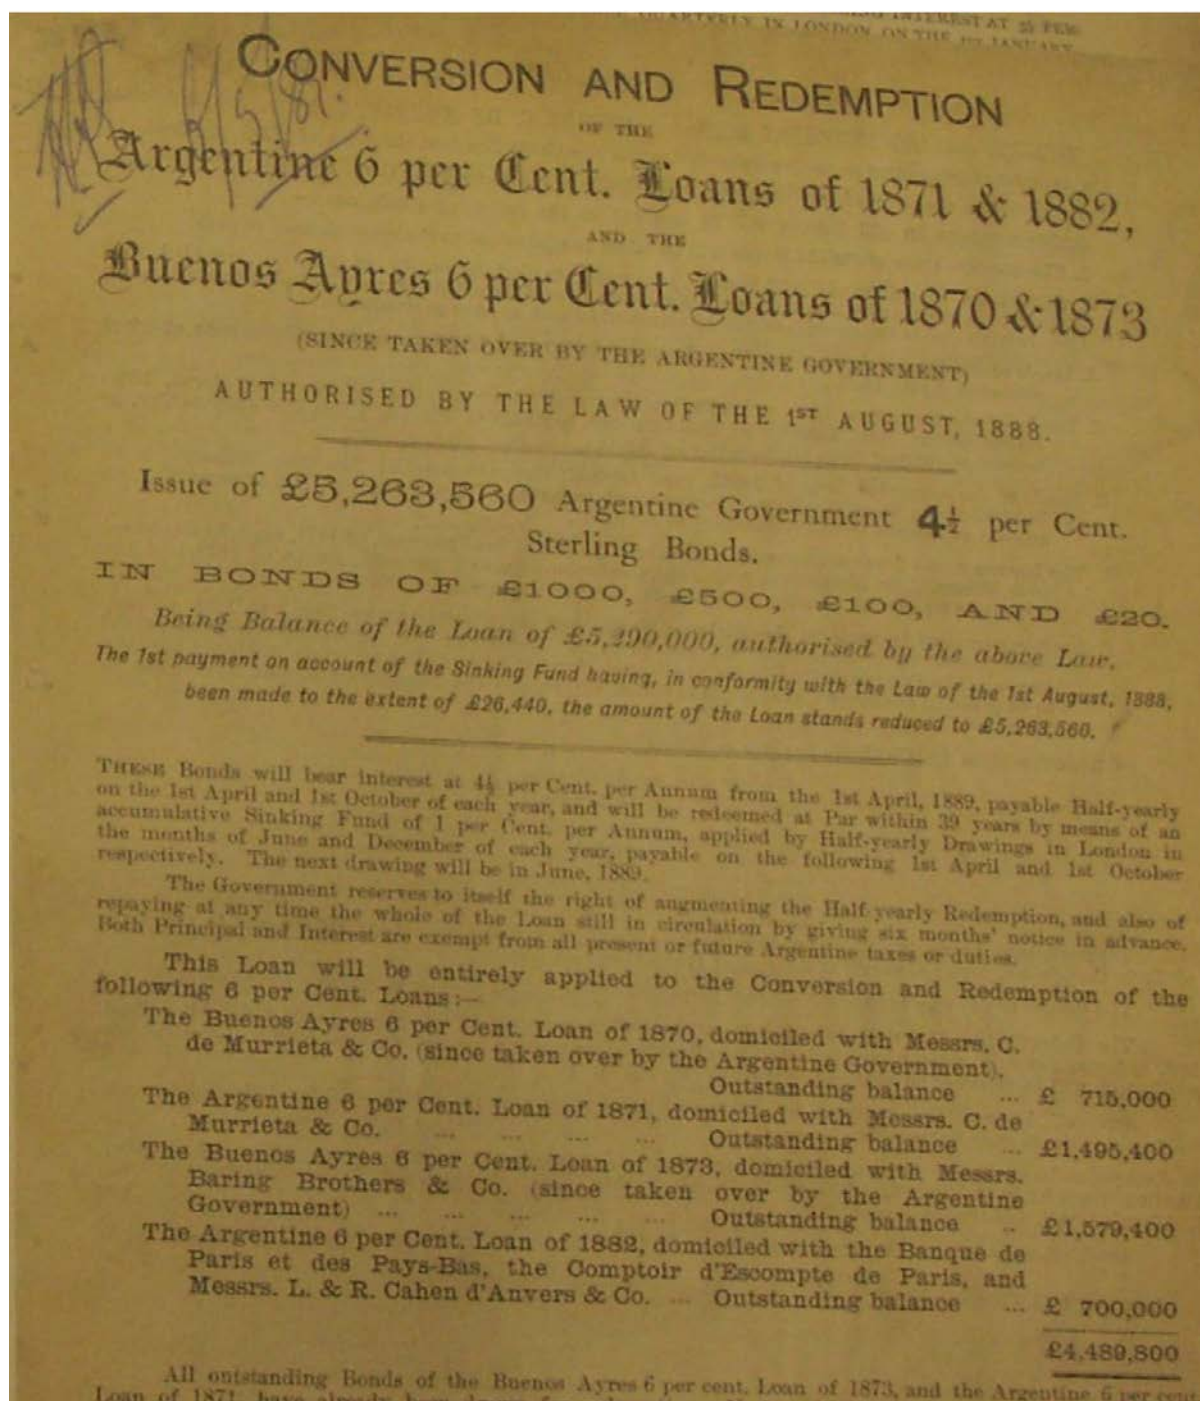 INTEREST AT
QUARTERLY IN LONDON ON THE 1ST JANUARY
CONVERSION AND REDEMPTION
OF THE
Argentine 6 per Cent. Loans of 1871 & 1882,
AND THE
Buenos Ayres 6 per Cent. Loans of 1870 & 1873
(SINCE TAKEN OVER BY THE ARGENTINE GOVERNMENT)
AUTHORISED BY THE LAW OF THE 1ST AUGUST, 1888.
Issue of £5,263,560 Argentine Government 4½ per Cent.
Sterling Bonds.
IN BONDS OF £1000, £500, £100, AND £20.
Being Balance of the Loan of £5,290,000, authorised by the above Law.
The 1st payment on account of the Sinking Fund having, in conformity with the Law of the 1st August, 1888,
been made to the extent of £26,440, the amount of the Loan stands reduced to £5,263,560.
THESE Bonds will bear interest at 4½ per Cent. per Annum from the 1st April, 1889, payable Half-yearly
on the 1st April and 1st October of each year, and will be redeemed at Par within 39 years by means of an
accumulative Sinking Fund of 1 per Cent. per Annum, applied by Half-yearly Drawings in London in
the months of June and December of each year, payable on the following 1st April and 1st October
respectively. The next drawing will be in June, 1889.
The Government reserves to itself the right of augmenting the Half-yearly Redemption, and also of
repaying at any time the whole of the Loan still in circulation by giving six months' notice in advance.
Both Principal and Interest are exempt from all present or future Argentine taxes or duties.
This Loan will be entirely applied to the Conversion and Redemption of the
following 6 per Cent. Loans:—
The Buenos Ayres 6 per Cent. Loan of 1870, domiciled with Messrs. C.
de Murrieta & Co. (since taken over by the Argentine Government).
Outstanding balance ... £ 715,000
The Argentine 6 per Cent. Loan of 1871, domiciled with Messrs. C. de
Murrieta & Co. ... ... ... ... Outstanding balance ... £1,495,400
The Buenos Ayres 6 per Cent. Loan of 1873, domiciled with Messrs.
Baring Brothers & Co. (since taken over by the Argentine
Government) ... ... ... ... ... Outstanding balance .. £1,579,400
The Argentine 6 per Cent. Loan of 1882, domiciled with the Banque de
Paris et des Pays-Bas, the Comptoir d'Escompte de Paris, and
Messrs. L. & R. Cahen d'Anvers & Co. ... Outstanding balance ... £ 700,000
£4,489,800
All outstanding Bonds of the Buenos Ayres 6 per cent. Loan of 1873, and the Argentine 6 per cent
Loan of 1871, have already been